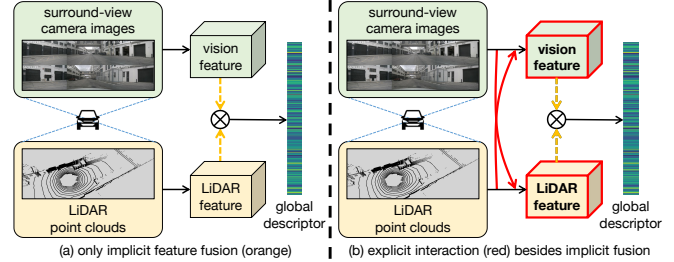 surround-view
camera images
vision
feature
LiDAR
feature
LiDAR
point clouds
global
descriptor
(a) only implicit feature fusion (orange)
surround-view
camera images
vision
feature
LiDAR
feature
LiDAR
point clouds
global
descriptor
(b) explicit interaction (red) besides implicit fusion